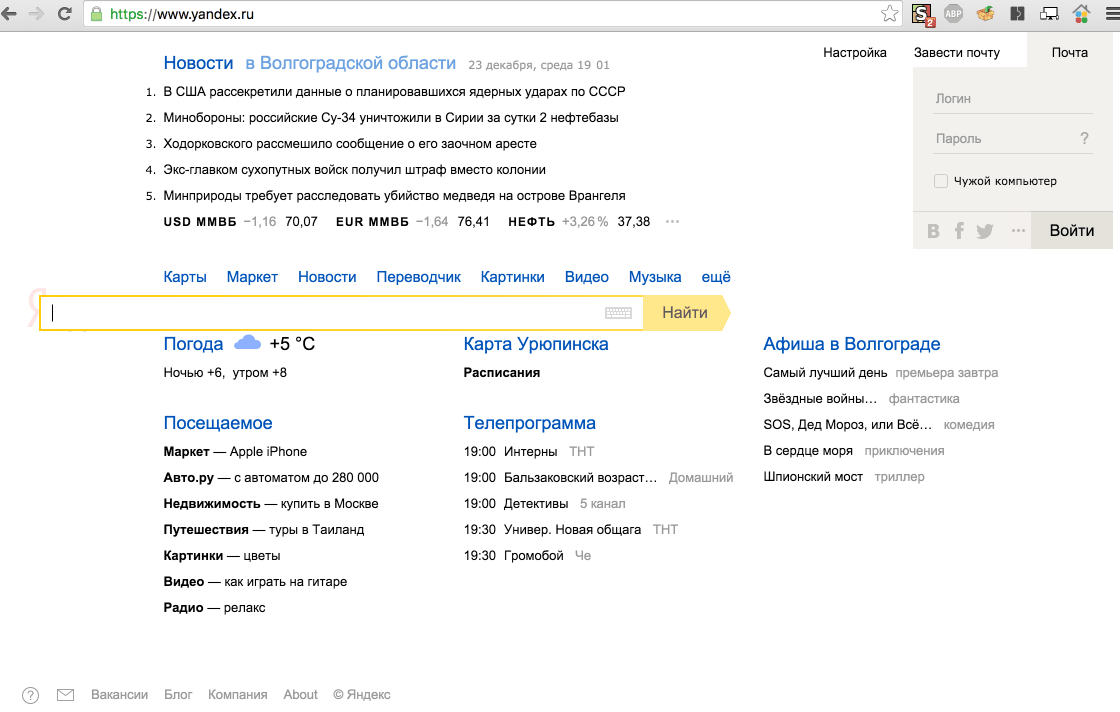 https://www.yandex.ru
S 2 ABP
Новости в Волгоградской области 23 декабря, среда 19 01
Настройка Завести почту Почта
1. В США рассекретили данные о планировавшихся ядерных ударах по СССР
2. Минобороны: российские Су-34 уничтожили в Сирии за сутки 2 нефтебазы
3. Ходорковского рассмешило сообщение о его заочном аресте
4. Экс-главком сухопутных войск получил штраф вместо колонии
5. Минприроды требует расследовать убийство медведя на острове Врангеля
USD ММВБ −1,16 70,07 EUR ММВБ −1,64 76,41 НЕФТЬ +3,26 % 37,38 ···
Логин
Пароль ?
Чужой компьютер
В f ··· Войти
Карты Маркет Новости Переводчик Картинки Видео Музыка ещё
Я Найти
Погода +5 °C
Ночью +6, утром +8
Карта Урюпинска
Расписания
Афиша в Волгограде
Самый лучший день премьера завтра
Звёздные войны… фантастика
SOS, Дед Мороз, или Всё… комедия
В сердце моря приключения
Шпионский мост триллер
Посещаемое
Маркет — Apple iPhone
Авто.ру — с автоматом до 280 000
Недвижимость — купить в Москве
Путешествия — туры в Таиланд
Картинки — цветы
Видео — как играть на гитаре
Радио — релакс
Телепрограмма
19:00 Интерны ТНТ
19:00 Бальзаковский возраст… Домашний
19:00 Детективы 5 канал
19:30 Универ. Новая общага ТНТ
19:30 Громобой Че
? Вакансии Блог Компания About © Яндекс